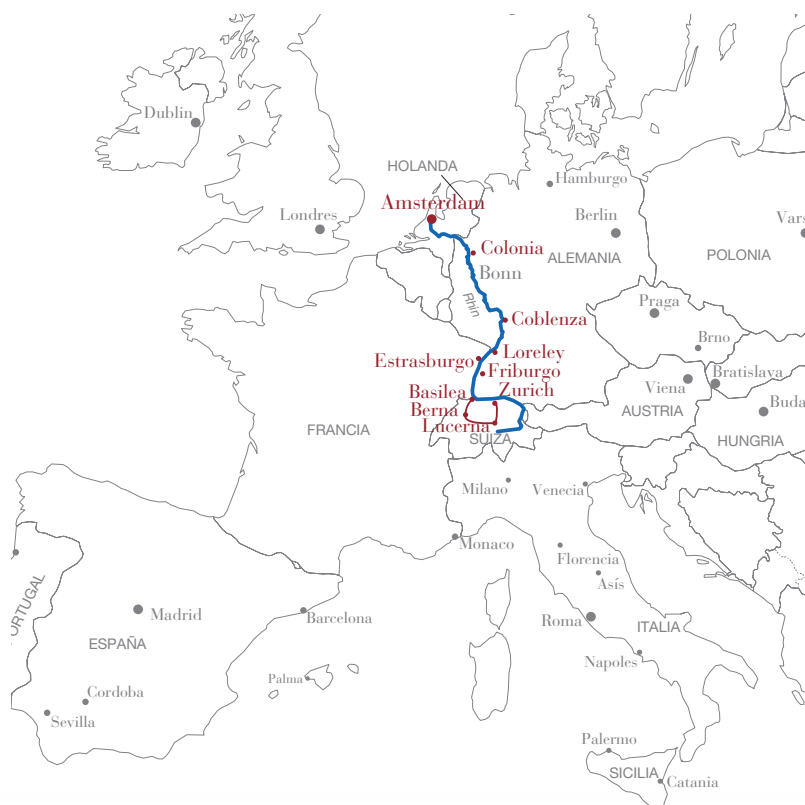 Dublin
Hamburgo
HOLANDA
Amsterdam
Londres
Berlin
Vars
Colonia
ALEMANIA
POLONIA
Bonn
Rhin
Praga
Coblenza
Brno
Loreley
Estrasburgo
Friburgo
Bratislava
Viena
Basilea
Zurich
Buda
Berna
AUSTRIA
Lucerna
FRANCIA
SUIZA
HUNGRIA
Milano
Venecia
Monaco
Florencia
Asís
PORTUGAL
Madrid
Barcelona
Roma
ITALIA
ESPAÑA
Napoles
Palma
Cordoba
Sevilla
Palermo
SICILIA
Catania